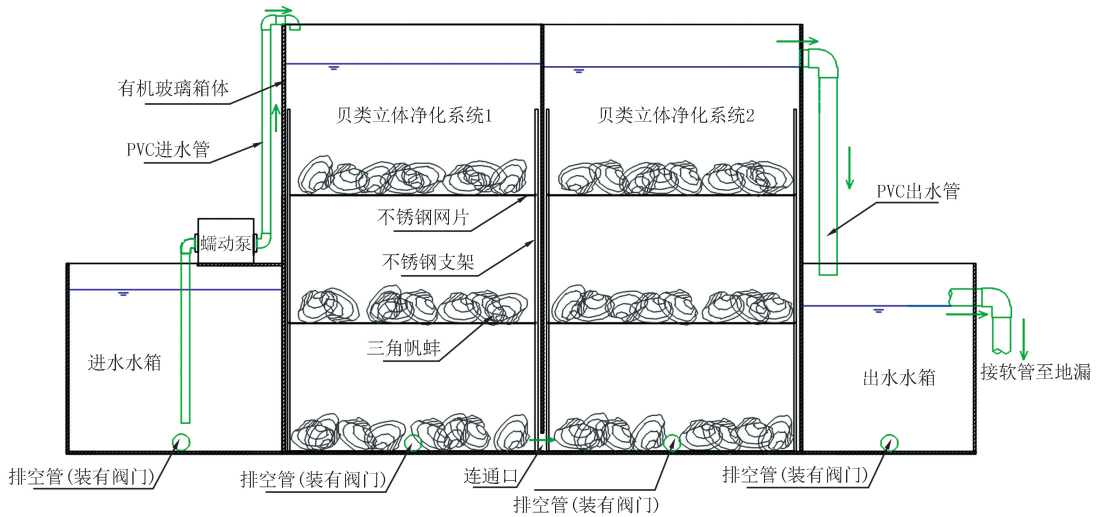 有机玻璃箱体
贝类立体净化系统1
贝类立体净化系统2
PVC进水管
PVC出水管
不锈钢网片
蠕动泵
不锈钢支架
三角帆蚌
进水水箱
出水水箱
接软管至地漏
排空管(装有阀门)
排空管(装有阀门)
连通口
排空管(装有阀门)
排空管(装有阀门)